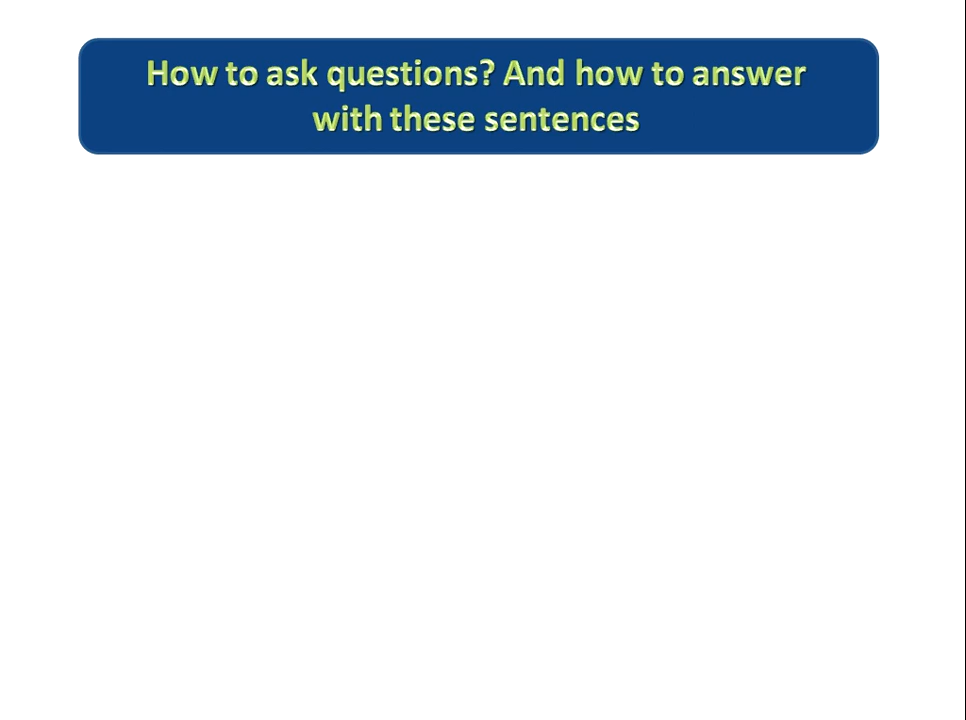 How to ask questions? And how to answer
with these sentences